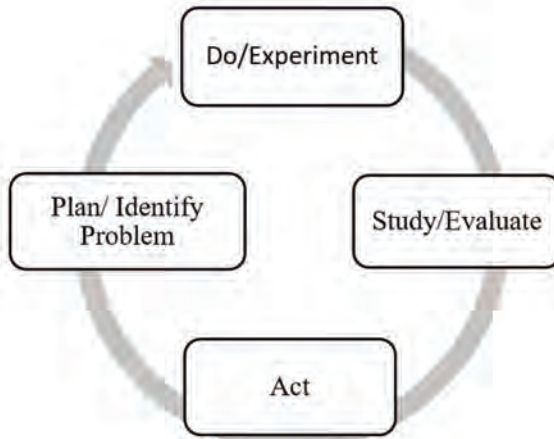 Do/Experiment
Plan/ Identify
Problem
Study/Evaluate
Act